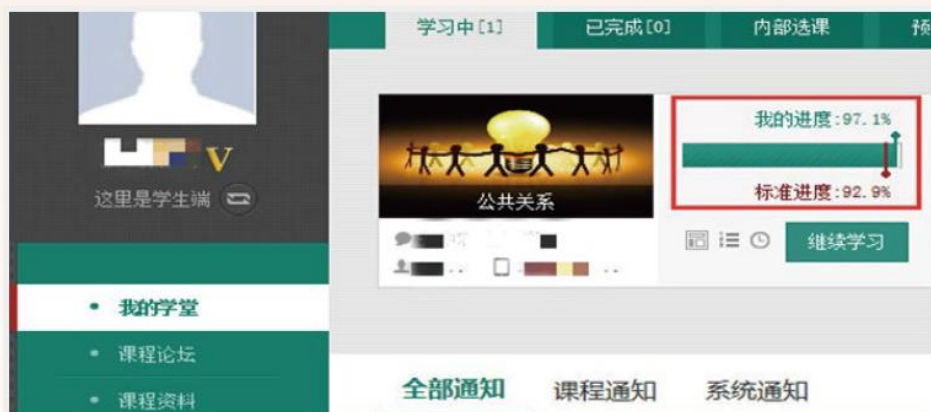 学习中[1]
已完成[0]
内部选课
预
我的进度:97.1%
标准进度:92.9%
公共关系
继续学习
V
这里是学生端
我的学堂
课程论坛
课程资料
全部通知
课程通知
系统通知